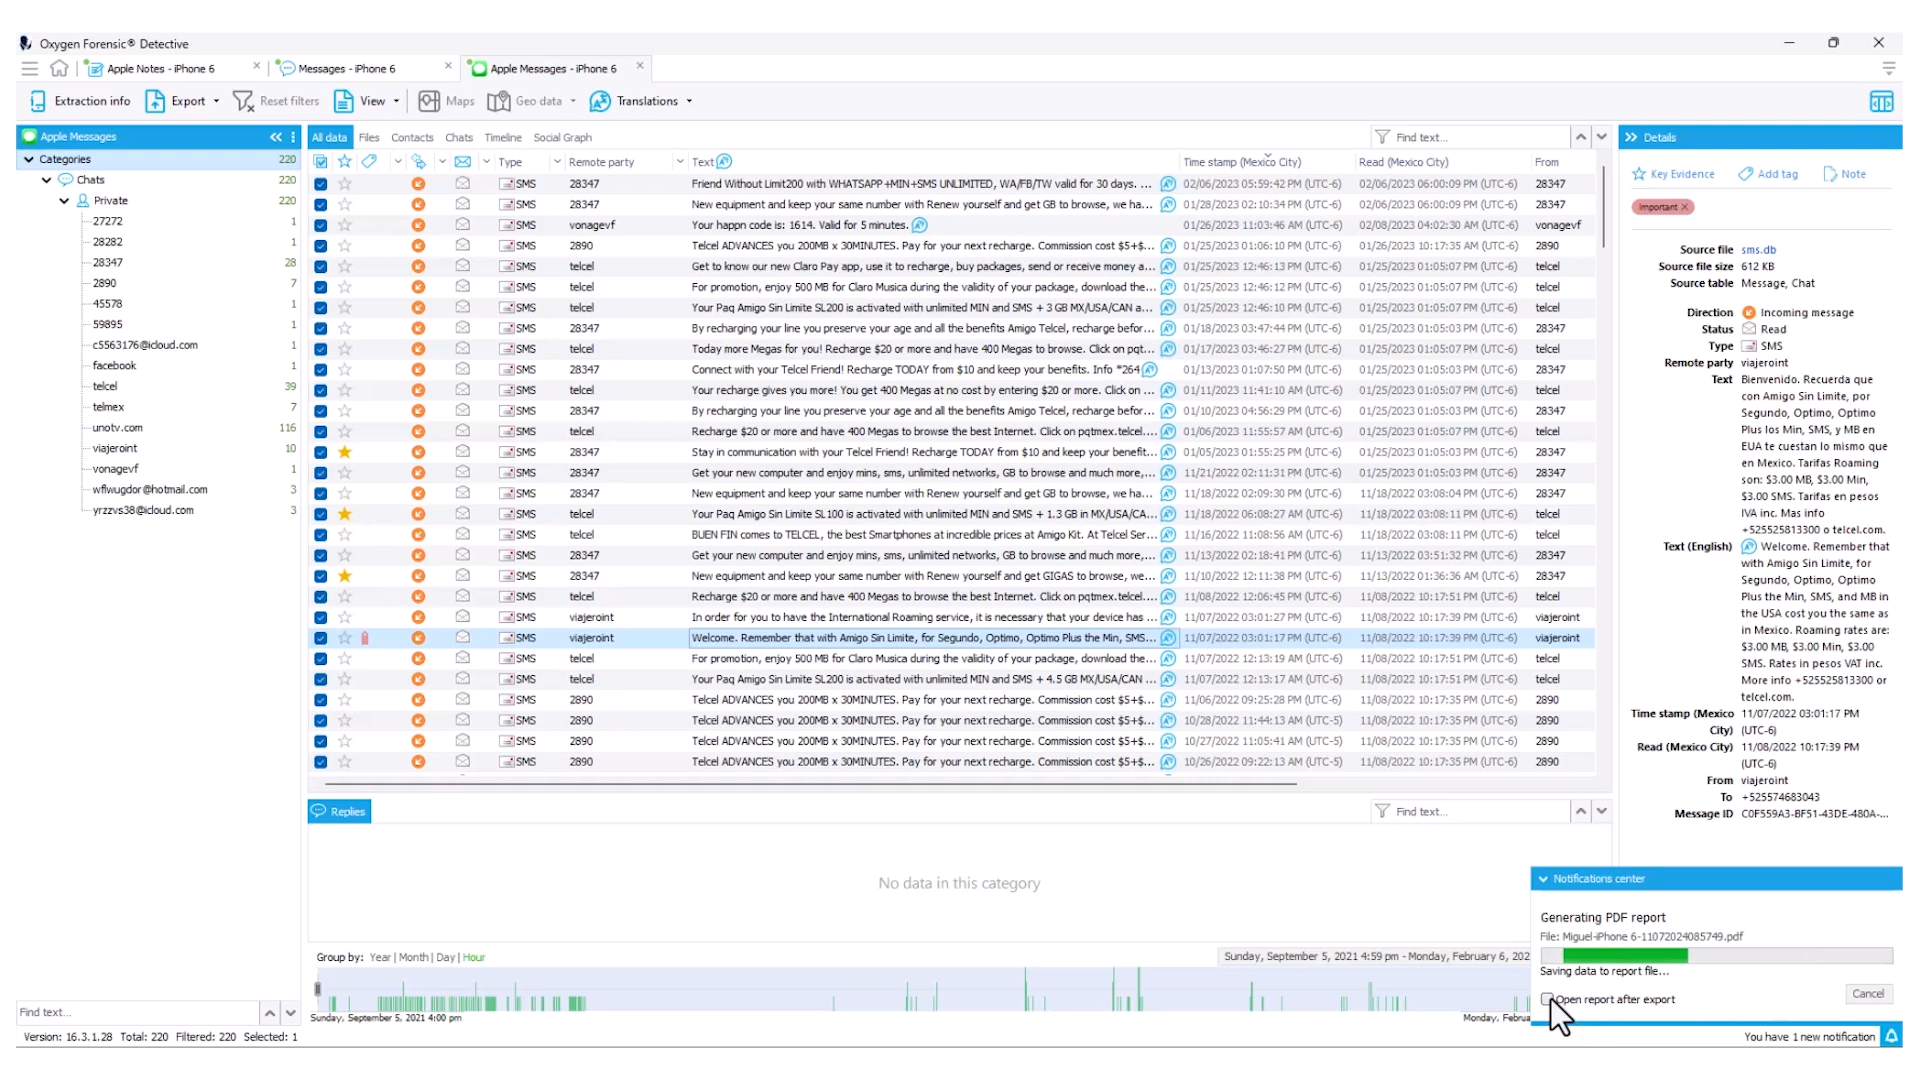 Oxygen Forensic® Detective
Apple Notes - iPhone 6
Messages - iPhone 6
Apple Messages - iPhone 6
Extraction info Export Reset filters View Maps Geo data Translations
Apple Messages
Categories 220
Chats 220
Private 220
27272 1
28282 1
28347 28
2890 7
45578 1
59895 1
c5563176@icloud.com 1
facebook 1
telcel 39
telmex 7
unotv.com 116
viajeroint 10
vonagevf 1
wflwugdor@hotmail.com 3
yrzzvs38@icloud.com 3
Find text...
All data Files Contacts Chats Timeline Social Graph Find text...
Type Remote party Text Time stamp (Mexico City) Read (Mexico City) From
SMS 28347 Friend Without Limit200 with WHATSAPP+MIN+SMS UNLIMITED, WA/FB/TW valid for 30 days. ... 02/06/2023 05:59:42 PM (UTC-6) 02/06/2023 06:00:09 PM (UTC-6) 28347
SMS 28347 New equipment and keep your same number with Renew yourself and get GB to browse, we ha... 01/28/2023 02:10:34 PM (UTC-6) 02/06/2023 06:00:09 PM (UTC-6) 28347
SMS vonagevf Your happn code is: 1614. Valid for 5 minutes. 01/26/2023 11:03:46 AM (UTC-6) 02/08/2023 04:02:30 AM (UTC-6) vonagevf
SMS 2890 Telcel ADVANCES you 200MB x 30MINUTES. Pay for your next recharge. Commission cost $5+$... 01/25/2023 01:06:10 PM (UTC-6) 01/26/2023 10:17:35 AM (UTC-6) 2890
SMS telcel Get to know our new Claro Pay app, use it to recharge, buy packages, send or receive money a... 01/25/2023 12:46:13 PM (UTC-6) 01/25/2023 01:05:07 PM (UTC-6) telcel
SMS telcel For promotion, enjoy 500 MB for Claro Musica during the validity of your package, download the... 01/25/2023 12:46:12 PM (UTC-6) 01/25/2023 01:05:07 PM (UTC-6) telcel
SMS telcel Your Paq Amigo Sin Limite SL200 is activated with unlimited MIN and SMS + 3 GB MX/USA/CAN a... 01/25/2023 12:46:10 PM (UTC-6) 01/25/2023 01:05:07 PM (UTC-6) telcel
SMS 28347 By recharging your line you preserve your age and all the benefits Amigo Telcel, recharge befor... 01/18/2023 03:47:44 PM (UTC-6) 01/25/2023 01:05:03 PM (UTC-6) 28347
SMS telcel Today more Megas for you! Recharge $20 or more and have 400 Megas to browse. Click on pqt... 01/17/2023 03:46:27 PM (UTC-6) 01/25/2023 01:05:07 PM (UTC-6) telcel
SMS 28347 Connect with your Telcel Friend! Recharge TODAY from $10 and keep your benefits. Info *264 01/13/2023 01:07:50 PM (UTC-6) 01/25/2023 01:05:03 PM (UTC-6) 28347
SMS telcel Your recharge gives you more! You get 400 Megas at no cost by entering $20 or more. Click on ... 01/11/2023 11:41:10 AM (UTC-6) 01/25/2023 01:05:07 PM (UTC-6) telcel
SMS 28347 By recharging your line you preserve your age and all the benefits Amigo Telcel, recharge befor... 01/10/2023 04:56:29 PM (UTC-6) 01/25/2023 01:05:03 PM (UTC-6) 28347
SMS telcel Recharge $20 or more and have 400 Megas to browse the best Internet. Click on pqtmex.telcel.... 01/06/2023 11:55:57 AM (UTC-6) 01/25/2023 01:05:07 PM (UTC-6) telcel
SMS 28347 Stay in communication with your Telcel Friend! Recharge TODAY from $10 and keep your benefit... 01/05/2023 01:55:25 PM (UTC-6) 01/25/2023 01:05:03 PM (UTC-6) 28347
SMS 28347 Get your new computer and enjoy mins, sms, unlimited networks, GB to browse and much more,... 11/21/2022 02:11:31 PM (UTC-6) 01/25/2023 01:05:03 PM (UTC-6) 28347
SMS 28347 New equipment and keep your same number with Renew yourself and get GB to browse, we ha... 11/18/2022 02:09:30 PM (UTC-6) 11/18/2022 03:08:04 PM (UTC-6) 28347
SMS telcel Your Paq Amigo Sin Limite SL100 is activated with unlimited MIN and SMS + 1.3 GB in MX/USA/CA... 11/18/2022 06:08:27 AM (UTC-6) 11/18/2022 03:08:11 PM (UTC-6) telcel
SMS telcel BUEN FIN comes to TELCEL, the best Smartphones at incredible prices at Amigo Kit. At Telcel Ser... 11/16/2022 11:08:56 AM (UTC-6) 11/18/2022 03:08:11 PM (UTC-6) telcel
SMS 28347 Get your new computer and enjoy mins, sms, unlimited networks, GB to browse and much more,... 11/13/2022 02:18:41 PM (UTC-6) 11/13/2022 03:51:32 PM (UTC-6) 28347
SMS 28347 New equipment and keep your same number with Renew yourself and get GIGAS to browse, we... 11/10/2022 12:11:38 PM (UTC-6) 11/13/2022 01:36:36 AM (UTC-6) 28347
SMS telcel Recharge $20 or more and have 400 Megas to browse the best Internet. Click on pqtmex.telcel.... 11/08/2022 12:06:45 PM (UTC-6) 11/08/2022 10:17:51 PM (UTC-6) telcel
SMS viajeroint In order for you to have the International Roaming service, it is necessary that your device has ... 11/07/2022 03:01:27 PM (UTC-6) 11/08/2022 10:17:39 PM (UTC-6) viajeroint
SMS viajeroint Welcome. Remember that with Amigo Sin Limite, for Segundo, Optimo, Optimo Plus the Min, SMS... 11/07/2022 03:01:17 PM (UTC-6) 11/08/2022 10:17:39 PM (UTC-6) viajeroint
SMS telcel For promotion, enjoy 500 MB for Claro Musica during the validity of your package, download the... 11/07/2022 12:13:19 AM (UTC-6) 11/08/2022 10:17:51 PM (UTC-6) telcel
SMS telcel Your Paq Amigo Sin Limite SL200 is activated with unlimited MIN and SMS + 4.5 GB MX/USA/CAN ... 11/07/2022 12:13:17 AM (UTC-6) 11/08/2022 10:17:51 PM (UTC-6) telcel
SMS 2890 Telcel ADVANCES you 200MB x 30MINUTES. Pay for your next recharge. Commission cost $5+$... 11/06/2022 09:25:28 PM (UTC-6) 11/08/2022 10:17:35 PM (UTC-6) 2890
SMS 2890 Telcel ADVANCES you 200MB x 30MINUTES. Pay for your next recharge. Commission cost $5+$... 10/28/2022 11:44:13 AM (UTC-5) 11/08/2022 10:17:35 PM (UTC-6) 2890
SMS 2890 Telcel ADVANCES you 200MB x 30MINUTES. Pay for your next recharge. Commission cost $5+$... 10/27/2022 11:05:41 AM (UTC-5) 11/08/2022 10:17:35 PM (UTC-6) 2890
SMS 2890 Telcel ADVANCES you 200MB x 30MINUTES. Pay for your next recharge. Commission cost $5+$... 10/26/2022 09:22:13 AM (UTC-5) 11/08/2022 10:17:35 PM (UTC-6) 2890
Replies Find text...
No data in this category
Group by: Year | Month | Day | Hour
Sunday, September 5, 2021 4:59 pm - Monday, February 6, 202
Sunday, September 5, 2021 4:00 pm
Monday, Februa
Details
Key Evidence Add tag Note
Important
Source file sms.db
Source file size 612 KB
Source table Message, Chat
Direction Incoming message
Status Read
Type SMS
Remote party viajeroint
Text Bienvenido. Recuerda que
con Amigo Sin Limite, por
Segundo, Optimo, Optimo
Plus los Min, SMS, y MB en
EUA te cuestan lo mismo que
en Mexico. Tarifas Roaming
son: $3.00 MB, $3.00 Min,
$3.00 SMS. Tarifas en pesos
IVA inc. Mas info
+525525813300 o telcel.com.
Text (English) Welcome. Remember that
with Amigo Sin Limite, for
Segundo, Optimo, Optimo
Plus the Min, SMS, and MB in
the USA cost you the same as
in Mexico. Roaming rates are:
$3.00 MB, $3.00 Min, $3.00
SMS. Rates in pesos VAT inc.
More info +525525813300 or
telcel.com.
Time stamp (Mexico 11/07/2022 03:01:17 PM
City) (UTC-6)
Read (Mexico City) 11/08/2022 10:17:39 PM
(UTC-6)
From viajeroint
To +525574683043
Message ID C0F559A3-BF51-43DE-480A-...
Notifications center
Generating PDF report
File: Miguel-iPhone 6-11072024085749.pdf
Saving data to report file...
Open report after export Cancel
Version: 16.3.1.28 Total: 220 Filtered: 220 Selected: 1
You have 1 new notification